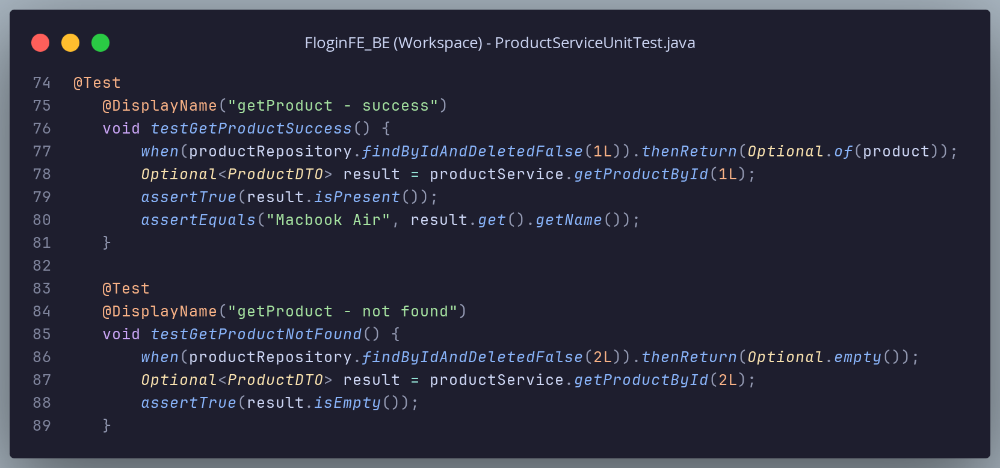 FloginFE_BE (Workspace) - ProductServiceUnitTest.java
74 @Test
75 @DisplayName("getProduct - success")
76 void testGetProductSuccess() {
77 when(productRepository.findByIdAndDeletedFalse(1L)).thenReturn(Optional.of(product));
78 Optional<ProductDTO> result = productService.getProductById(1L);
79 assertTrue(result.isPresent());
80 assertEquals("Macbook Air", result.get().getName());
81 }
82
83 @Test
84 @DisplayName("getProduct - not found")
85 void testGetProductNotFound() {
86 when(productRepository.findByIdAndDeletedFalse(2L)).thenReturn(Optional.empty());
87 Optional<ProductDTO> result = productService.getProductById(2L);
88 assertTrue(result.isEmpty());
89 }